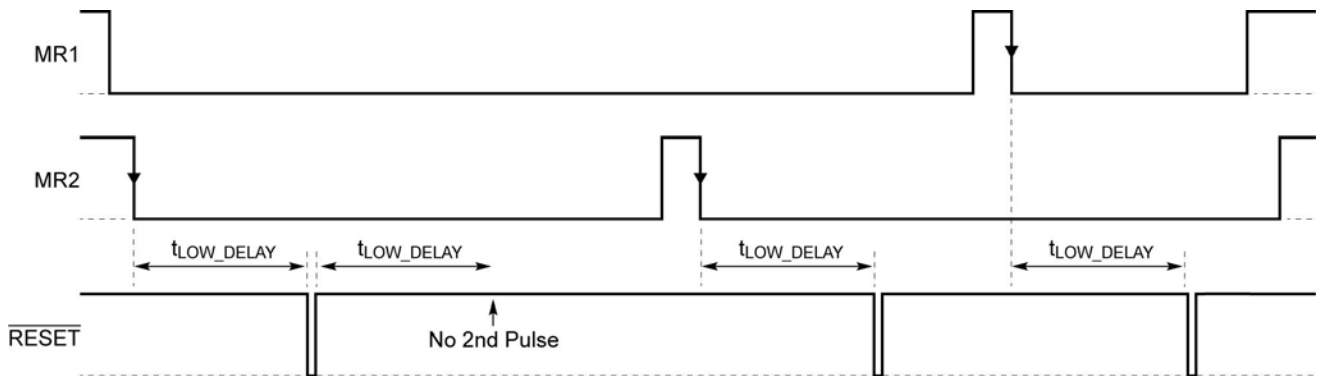 MR1
MR2
tLOW_DELAY tLOW_DELAY tLOW_DELAY tLOW_DELAY
RESET
No 2nd Pulse